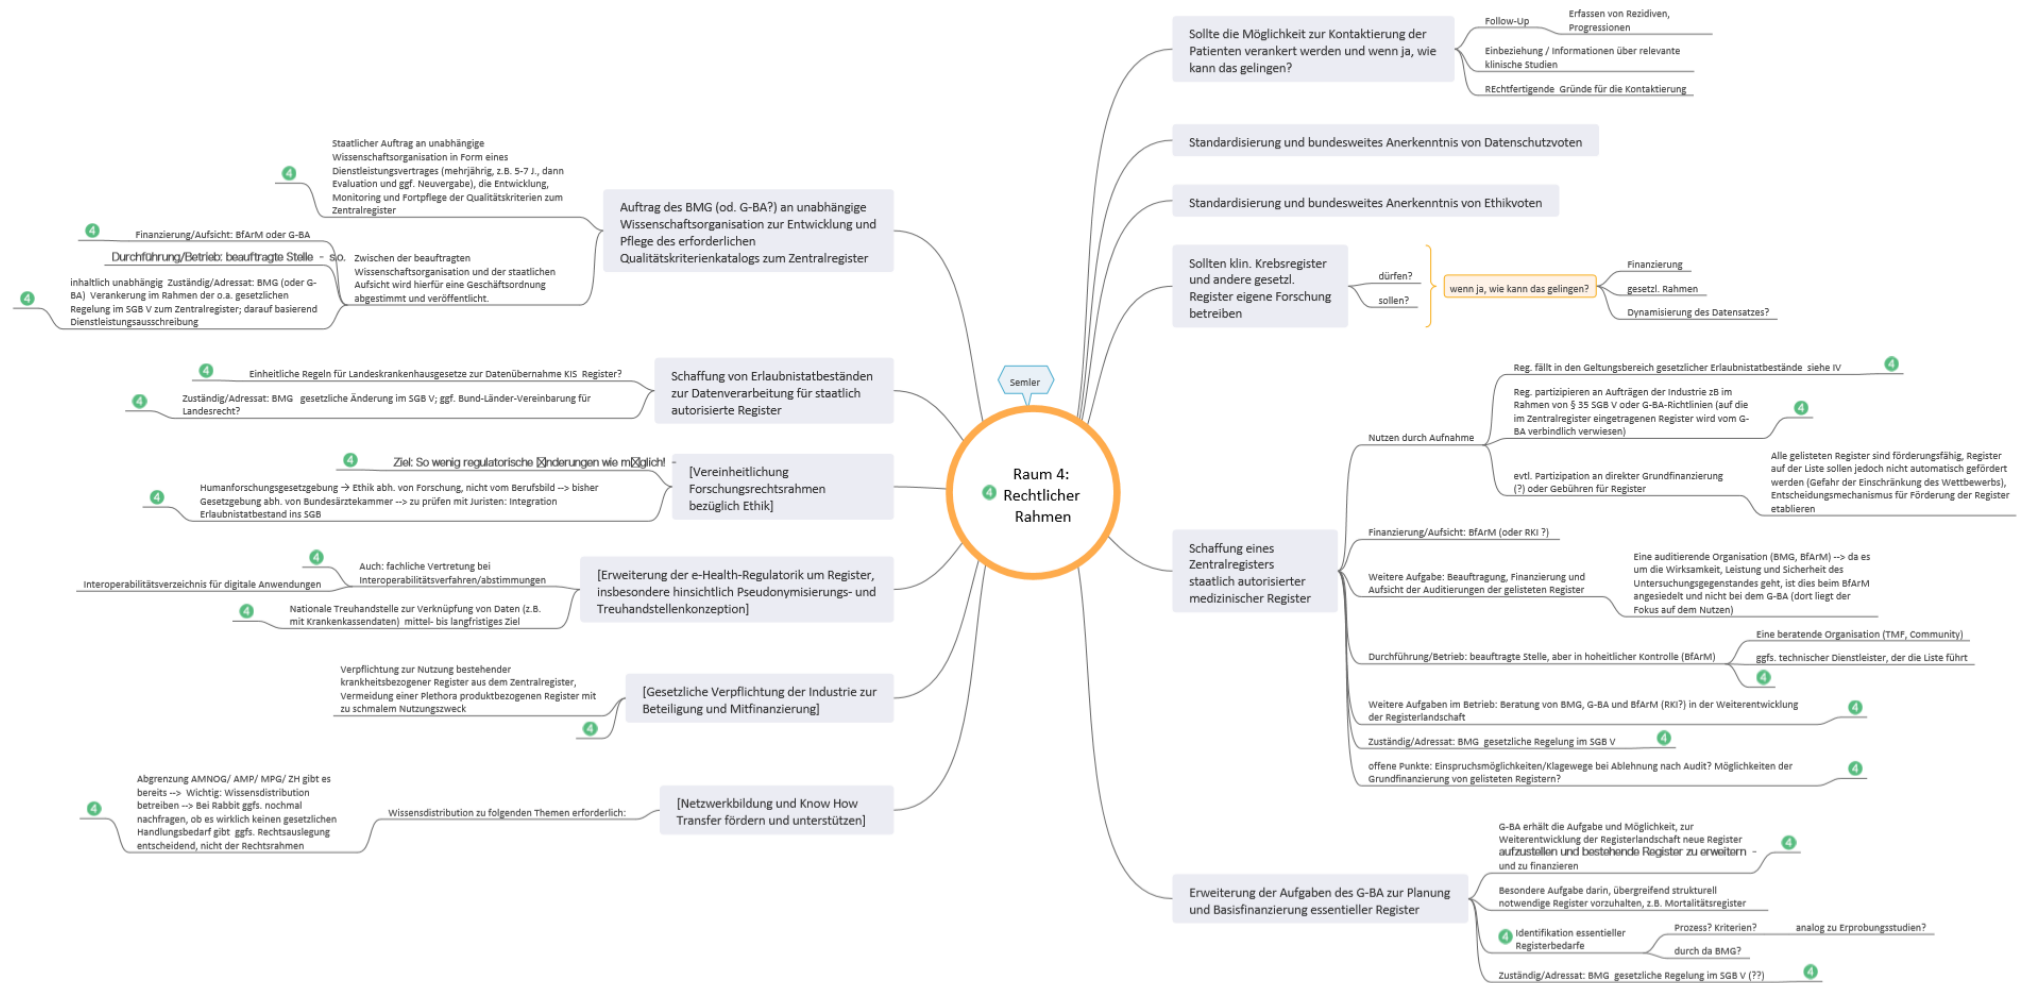 Semler
Raum 4:
4 Rechtlicher
Rahmen
Sollte die Möglichkeit zur Kontaktierung der
Patienten verankert werden und wenn ja, wie
kann das gelingen?
Follow-Up
Erfassen von Rezidiven,
Progressionen
Einbeziehung / Informationen über relevante
klinische Studien
REchtfertigende Gründe für die Kontaktierung
Standardisierung und bundesweites Anerkenntnis von Datenschutzvoten
Standardisierung und bundesweites Anerkenntnis von Ethikvoten
Sollten klin. Krebsregister
und andere gesetzl.
Register eigene Forschung
betreiben
dürfen?
sollen?
wenn ja, wie kann das gelingen?
Finanzierung
gesetzl. Rahmen
Dynamisierung des Datensatzes?
Schaffung eines
Zentralregisters
staatlich autorisierter
medizinischer Register
Nutzen durch Aufnahme
Reg. fällt in den Geltungsbereich gesetzlicher Erlaubnistatbestände siehe IV
4
Reg. partizipieren an Aufträgen der Industrie zB im
Rahmen von § 35 SGB V oder G-BA-Richtlinien (auf die
im Zentralregister eingetragenen Register wird vom G-
BA verbindlich verwiesen)
4
evtl. Partizipation an direkter Grundfinanzierung
(?) oder Gebühren für Register
Alle gelisteten Register sind förderungsfähig, Register
auf der Liste sollen jedoch nicht automatisch gefördert
werden (Gefahr der Einschränkung des Wettbewerbs),
Entscheidungsmechanismus für Förderung der Register
etablieren
Finanzierung/Aufsicht: BfArM (oder RKI ?)
Weitere Aufgabe: Beauftragung, Finanzierung und
Aufsicht der Auditierungen der gelisteten Register
Eine auditierende Organisation (BMG, BfArM) --> da es
um die Wirksamkeit, Leistung und Sicherheit des
Untersuchungsgegenstandes geht, ist dies beim BfArM
angesiedelt und nicht bei dem G-BA (dort liegt der
Fokus auf dem Nutzen)
Durchführung/Betrieb: beauftragte Stelle, aber in hoheitlicher Kontrolle (BfArM)
Eine beratende Organisation (TMF, Community)
ggfs. technischer Dienstleister, der die Liste führt
4
Weitere Aufgaben im Betrieb: Beratung von BMG, G-BA und BfArM (RKI?) in der Weiterentwicklung
der Registerlandschaft
4
Zuständig/Adressat: BMG gesetzliche Regelung im SGB V
4
offene Punkte: Einspruchsmöglichkeiten/Klagewege bei Ablehnung nach Audit? Möglichkeiten der
Grundfinanzierung von gelisteten Registern?
4
Erweiterung der Aufgaben des G-BA zur Planung
und Basisfinanzierung essentieller Register
G-BA erhält die Aufgabe und Möglichkeit, zur
Weiterentwicklung der Registerlandschaft neue Register
aufzustellen und bestehende Register zu erweitern -
und zu finanzieren
4
Besondere Aufgabe darin, übergreifend strukturell
notwendige Register vorzuhalten, z.B. Mortalitätsregister
4 Identifikation essentieller
Registerbedarfe
Prozess? Kriterien?
analog zu Erprobungsstudien?
durch da BMG?
Zuständig/Adressat: BMG gesetzliche Regelung im SGB V (??)
4
Auftrag des BMG (od. G-BA?) an unabhängige
Wissenschaftsorganisation zur Entwicklung und
Pflege des erforderlichen
Qualitätskriterienkatalogs zum Zentralregister
Staatlicher Auftrag an unabhängige
Wissenschaftsorganisation in Form eines
Dienstleistungsvertrages (mehrjährig, z.B. 5-7 J., dann
Evaluation und ggf. Neuvergabe), die Entwicklung,
Monitoring und Fortpflege der Qualitätskriterien zum
Zentralregister
4
Zwischen der beauftragten
Wissenschaftsorganisation und der staatlichen
Aufsicht wird hierfür eine Geschäftsordnung
abgestimmt und veröffentlicht.
4
Finanzierung/Aufsicht: BfArM oder G-BA
Durchführung/Betrieb: beauftragte Stelle - s.o.
inhaltlich unabhängig Zuständig/Adressat: BMG (oder G-
BA) Verankerung im Rahmen der o.a. gesetzlichen
Regelung im SGB V zum Zentralregister; darauf basierend
Dienstleistungsausschreibung
4
Schaffung von Erlaubnistatbeständen
zur Datenverarbeitung für staatlich
autorisierte Register
4
Einheitliche Regeln für Landeskrankenhausgesetze zur Datenübernahme KIS Register?
4
Zuständig/Adressat: BMG gesetzliche Änderung im SGB V; ggf. Bund-Länder-Vereinbarung für
Landesrecht?
[Vereinheitlichung
Forschungsrechtsrahmen
bezüglich Ethik]
4
Ziel: So wenig regulatorische ☒nderungen wie m☒glich! -
4
Humanforschungsgesetzgebung → Ethik abh. von Forschung, nicht vom Berufsbild --> bisher
Gesetzgebung abh. von Bundesärztekammer --> zu prüfen mit Juristen: Integration
Erlaubnistatbestand ins SGB
[Erweiterung der e-Health-Regulatorik um Register,
insbesondere hinsichtlich Pseudonymisierungs- und
Treuhandstellenkonzeption]
Auch: fachliche Vertretung bei
Interoperabilitätsverfahren/abstimmungen
4
Interoperabilitätsverzeichnis für digitale Anwendungen
Nationale Treuhandstelle zur Verknüpfung von Daten (z.B.
mit Krankenkassendaten) mittel- bis langfristiges Ziel
4
[Gesetzliche Verpflichtung der Industrie zur
Beteiligung und Mitfinanzierung]
Verpflichtung zur Nutzung bestehender
krankheitsbezogener Register aus dem Zentralregister,
Vermeidung einer Plethora produktbezogenen Register mit
zu schmalem Nutzungszweck
4
[Netzwerkbildung und Know How
Transfer fördern und unterstützen]
Wissensdistribution zu folgenden Themen erforderlich:
Abgrenzung AMNOG/ AMP/ MPG/ ZH gibt es
bereits --> Wichtig: Wissensdistribution
betreiben --> Bei Rabbit ggfs. nochmal
nachfragen, ob es wirklich keinen gesetzlichen
Handlungsbedarf gibt ggfs. Rechtsauslegung
entscheidend, nicht der Rechtsrahmen
4